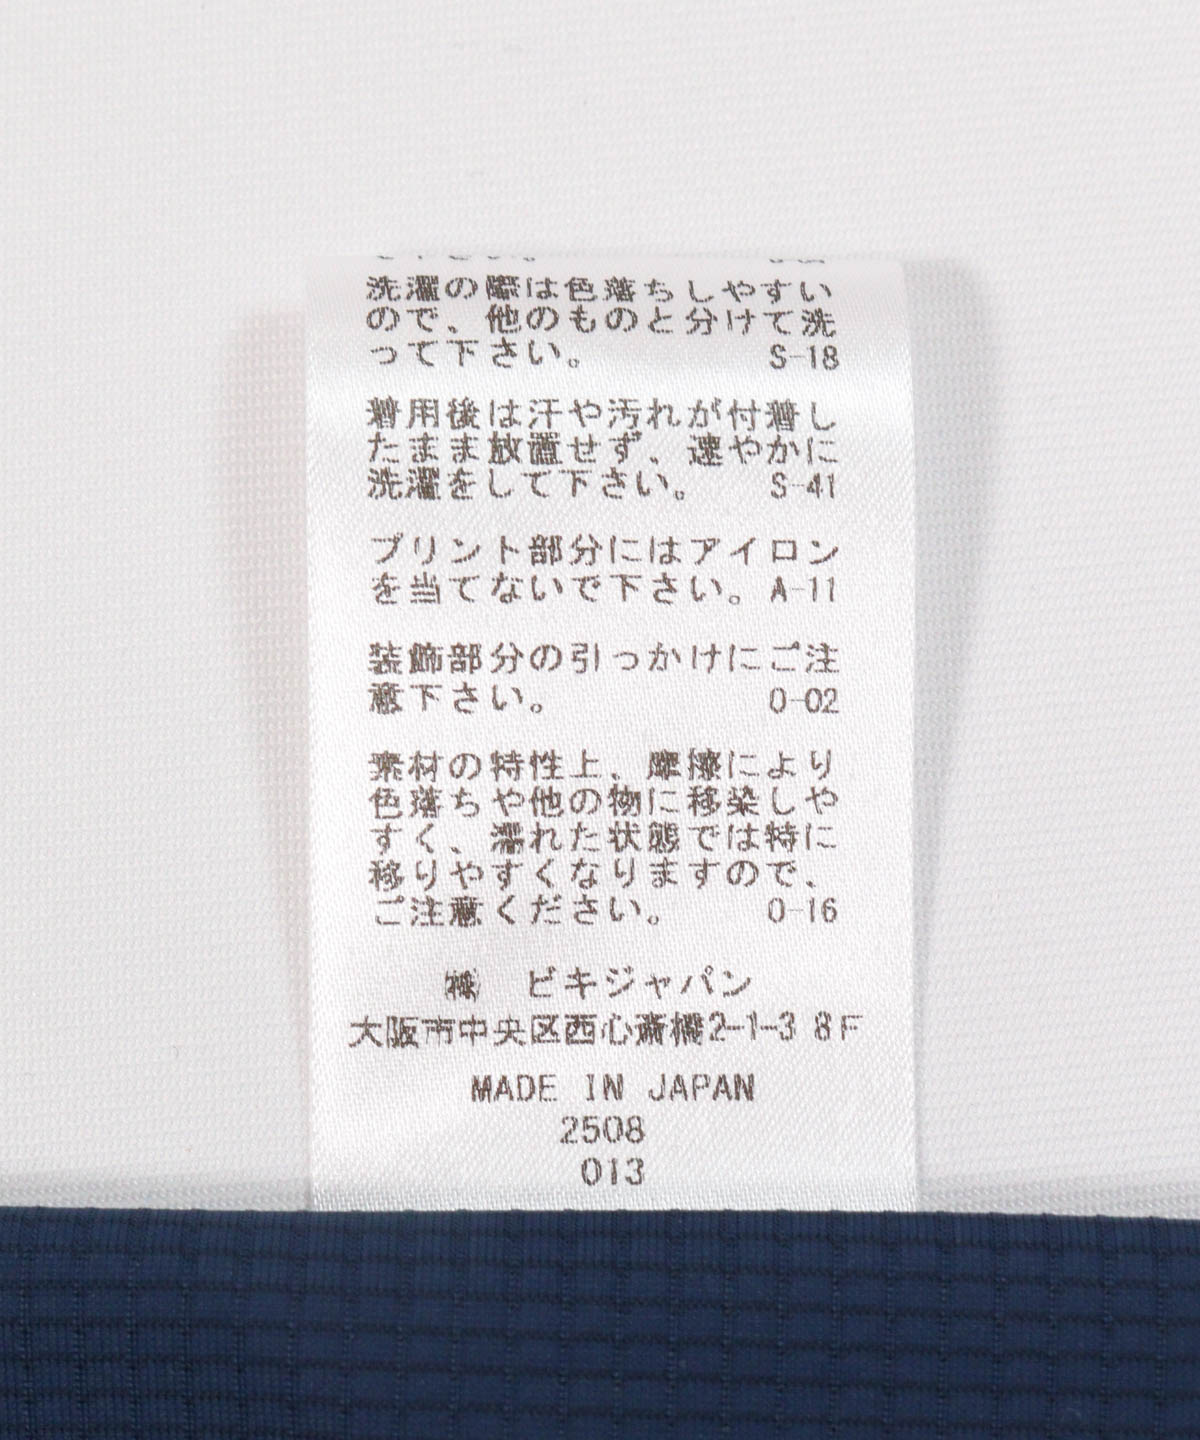 洗濯の際は色落ちしやすい
ので、他のものと分けて洗
って下さい。 S-18
着用後は汗や汚れが付着し
たまま放置せず、速やかに
洗濯をして下さい。 S-41
プリント部分にはアイロン
を当てないで下さい。A-11
装飾部分の引っかけにご注
意下さい。 O-02
素材の特性上、摩擦により
色落ちや他の物に移染しや
すく、濡れた状態では特に
移りやすくなりますので、
ご注意ください。 O-16
㈱ ビキジャパン
大阪市中央区西心斎橋2-1-3 8F
MADE IN JAPAN
2508
013